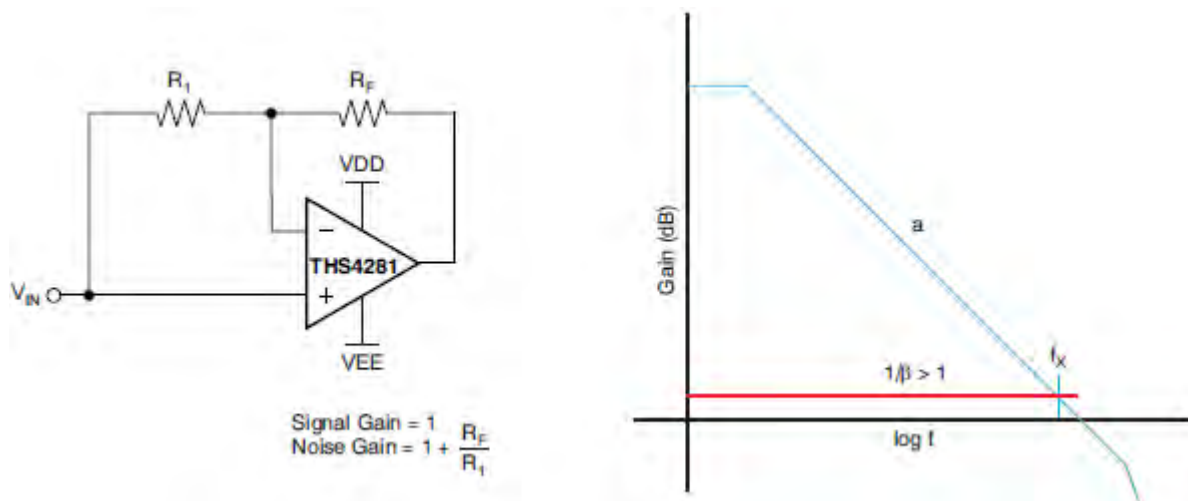 R1
RF
VDD
THS4281
VIN
VEE
Signal Gain = 1
Noise Gain = 1 + RF/R1
Gain (dB)
a
fX
1/β > 1
log f